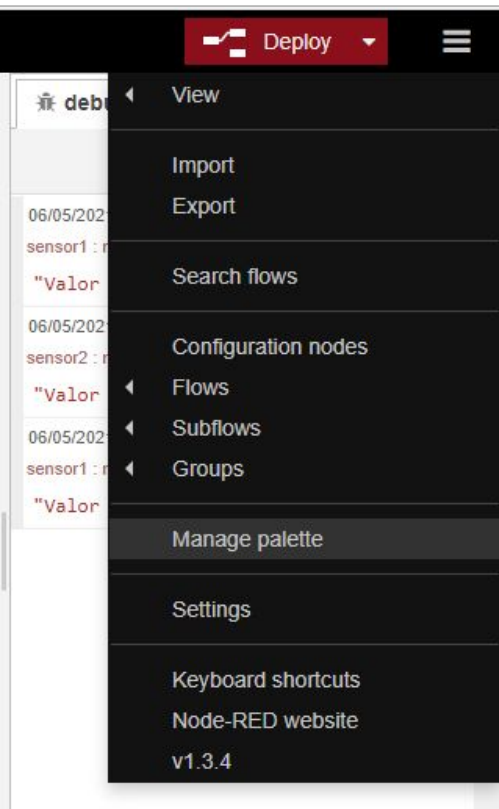 Deploy
debu
View
Import
Export
06/05/202
sensor1 : r
Search flows
"Valor
06/05/202
sensor2 : r
Configuration nodes
"Valor
Flows
06/05/202
Subflows
sensor1 : r
Groups
"Valor
Manage palette
Settings
Keyboard shortcuts
Node-RED website
v1.3.4